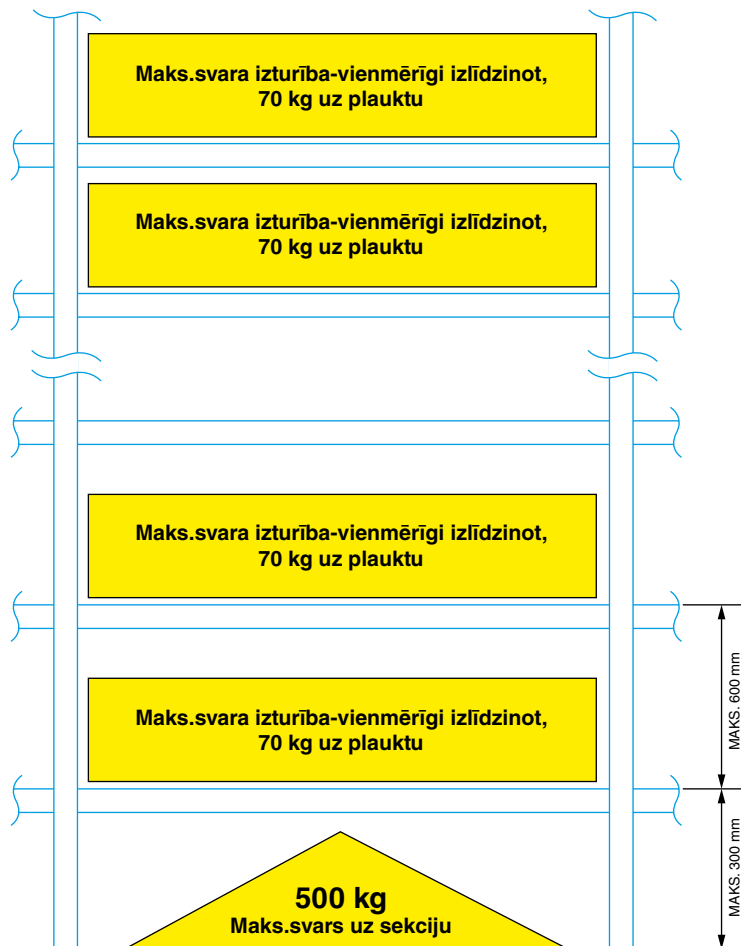 Maks.svara izturība-vienmērīgi izlīdzinot,
70 kg uz plauktu
Maks.svara izturība-vienmērīgi izlīdzinot,
70 kg uz plauktu
Maks.svara izturība-vienmērīgi izlīdzinot,
70 kg uz plauktu
MAKS. 600 mm
Maks.svara izturība-vienmērīgi izlīdzinot,
70 kg uz plauktu
MAKS. 300 mm
500 kg
Maks.svars uz sekciju